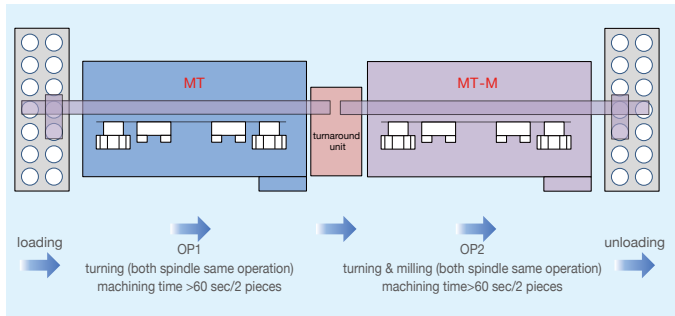 MT
MT-M
turnaround
unit
loading
OP1
OP2
unloading
turning (both spindle same operation)
machining time >60 sec/2 pieces
turning & milling (both spindle same operation)
machining time>60 sec/2 pieces